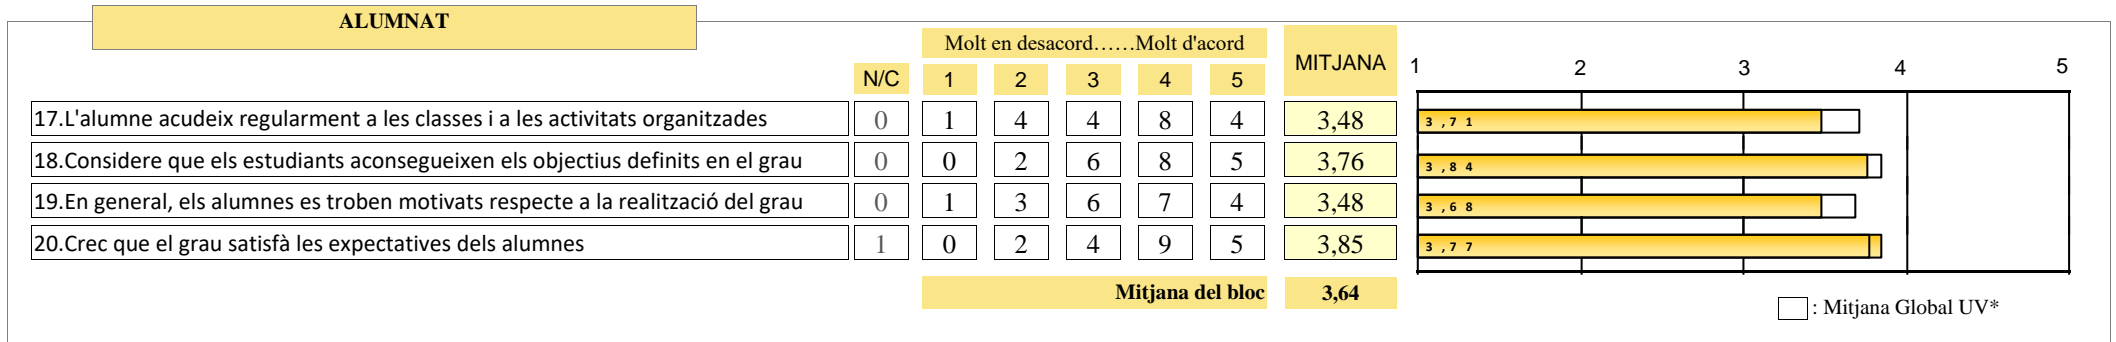 ALUMNAT
Molt en desacord……Molt d'acord
MITJANA
N/C 1 2 3 4 5
1 2 3 4 5
17.L'alumne acudeix regularment a les classes i a les activitats organitzades 0 1 4 4 8 4 3,48 3,71
18.Considere que els estudiants aconsegueixen els objectius definits en el grau 0 0 2 6 8 5 3,76 3,84
19.En general, els alumnes es troben motivats respecte a la realització del grau 0 1 3 6 7 4 3,48 3,68
20.Crec que el grau satisfà les expectatives dels alumnes 1 0 2 4 9 5 3,85 3,77
Mitjana del bloc 3,64
: Mitjana Global UV*